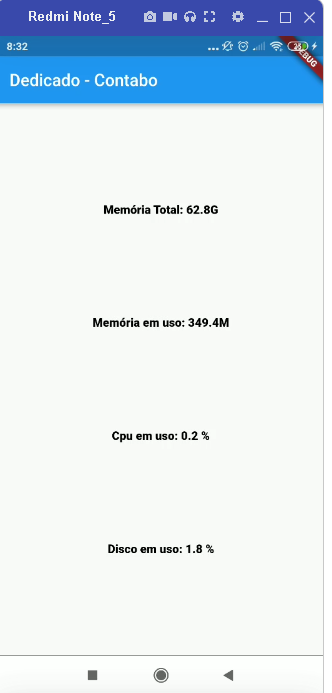 Redmi Note_5
8:32
DEBUG
Dedicado - Contabo
Memória Total: 62.8G
Memória em uso: 349.4M
Cpu em uso: 0.2 %
Disco em uso: 1.8 %